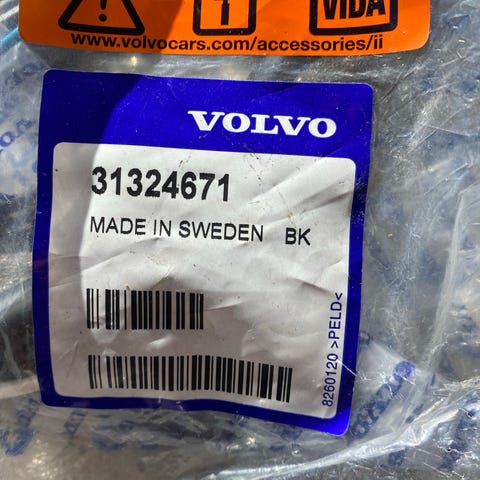 VIDA
www.volvocars.com/accessories/ii
VOLVO
31324671
MADE IN SWEDEN BK
8260120 >PELD<